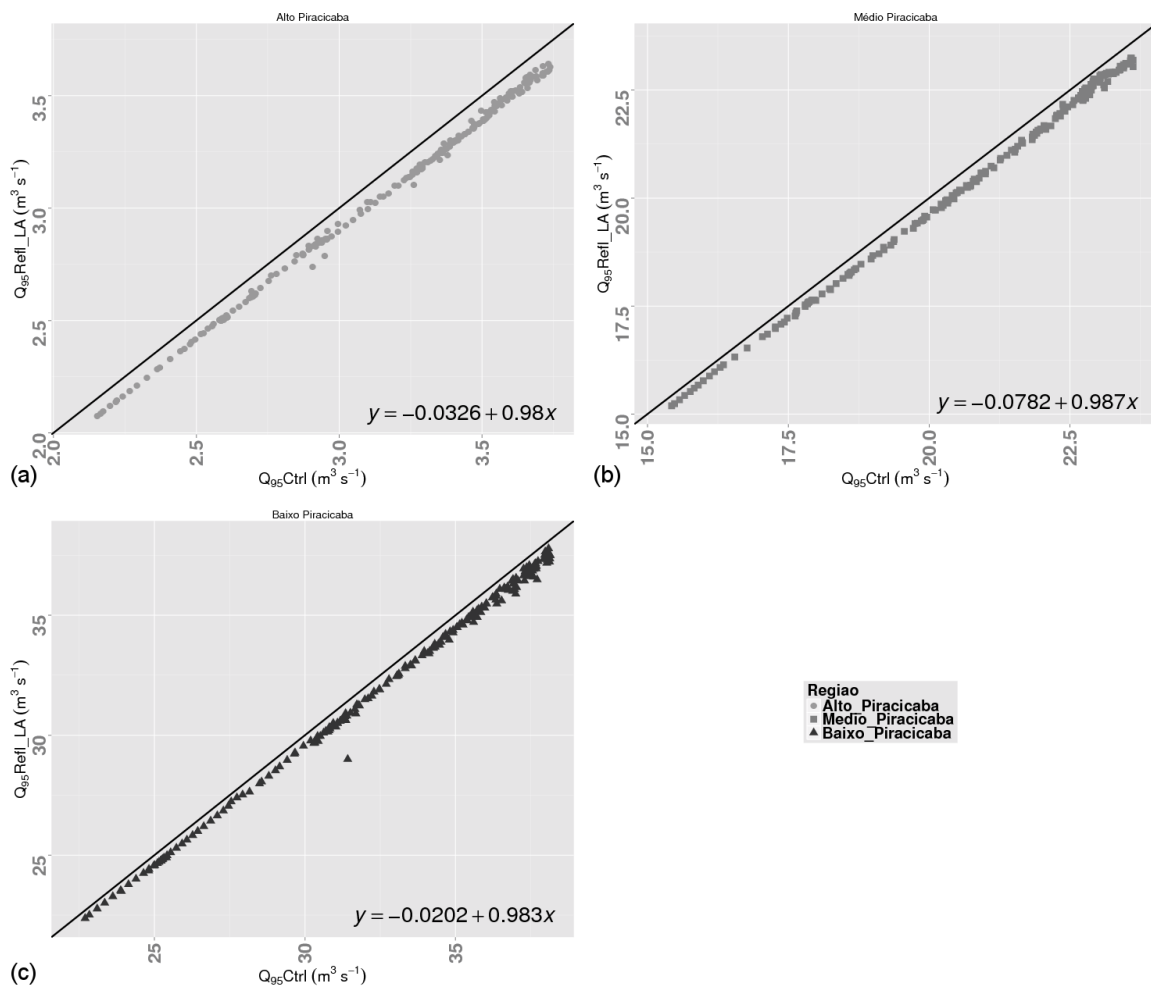 Alto Piracicaba
Q₉₅Refl_LA (m³ s⁻¹)
3.5
3.0
2.5
2.0
y = −0.0326 + 0.98x
2.0 2.5 3.0 3.5
Q₉₅Ctrl (m³ s⁻¹)
(a)
Médio Piracicaba
Q₉₅Refl_LA (m³ s⁻¹)
22.5
20.0
17.5
15.0
y = −0.0782 + 0.987x
15.0 17.5 20.0 22.5
Q₉₅Ctrl (m³ s⁻¹)
(b)
Baixo Piracicaba
Q₉₅Refl_LA (m³ s⁻¹)
35
30
25
y = −0.0202 + 0.983x
25 30 35
Q₉₅Ctrl (m³ s⁻¹)
(c)
Regiao
Alto_Piracicaba
Medio_Piracicaba
Baixo_Piracicaba